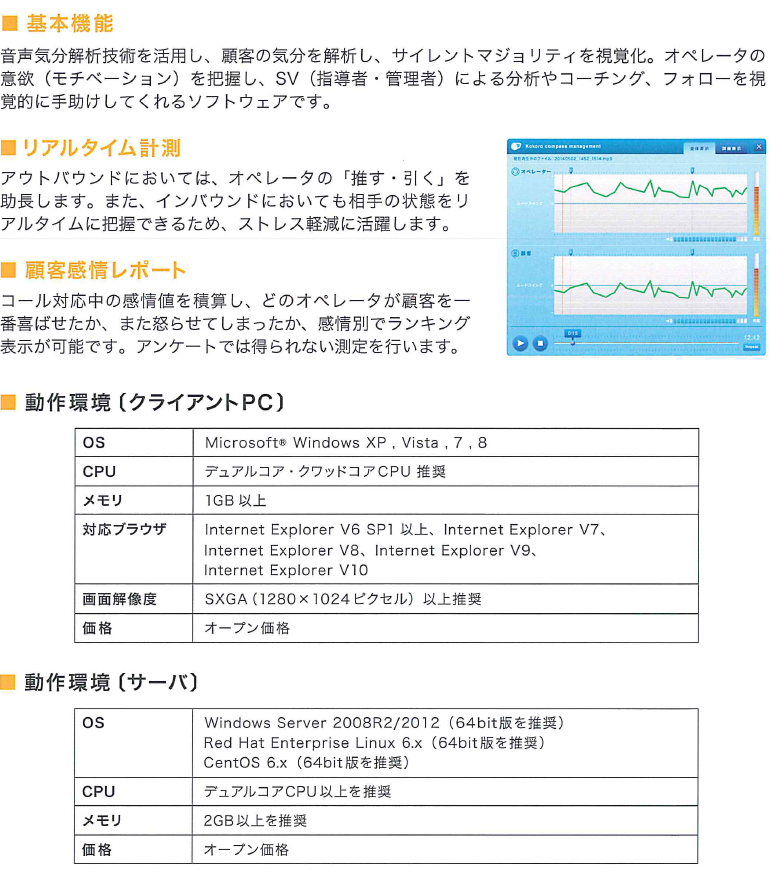 ■ 基本機能
音声気分解析技術を活用し、顧客の気分を解析し、サイレントマジョリティを視覚化。オペレータの
意欲（モチベーション）を把握し、SV（指導者・管理者）による分析やコーチング、フォローを視
覚的に手助けしてくれるソフトウェアです。
■ リアルタイム計測
アウトバウンドにおいては、オペレータの「推す・引く」を
助長します。また、インバウンドにおいても相手の状態をリ
アルタイムに把握できるため、ストレス軽減に活躍します。
Kokoro compass management
全体表示
オペレーター
ムードスイング
顧客
ムードスイング
0:15
12:42
■ 顧客感情レポート
コール対応中の感情値を積算し、どのオペレータが顧客を一
番喜ばせたか、また怒らせてしまったか、感情別でランキング
表示が可能です。アンケートでは得られない測定を行います。
■ 動作環境〔クライアントPC〕
OS Microsoft® Windows XP , Vista , 7 , 8
CPU デュアルコア・クワッドコアCPU 推奨
メモリ 1GB 以上
対応ブラウザ Internet Explorer V6 SP1 以上、Internet Explorer V7、
Internet Explorer V8、Internet Explorer V9、
Internet Explorer V10
画面解像度 SXGA（1280×1024ピクセル）以上推奨
価格 オープン価格
■ 動作環境〔サーバ〕
OS Windows Server 2008R2/2012（64bit版を推奨）
Red Hat Enterprise Linux 6.x（64bit版を推奨）
CentOS 6.x（64bit版を推奨）
CPU デュアルコアCPU以上を推奨
メモリ 2GB以上を推奨
価格 オープン価格